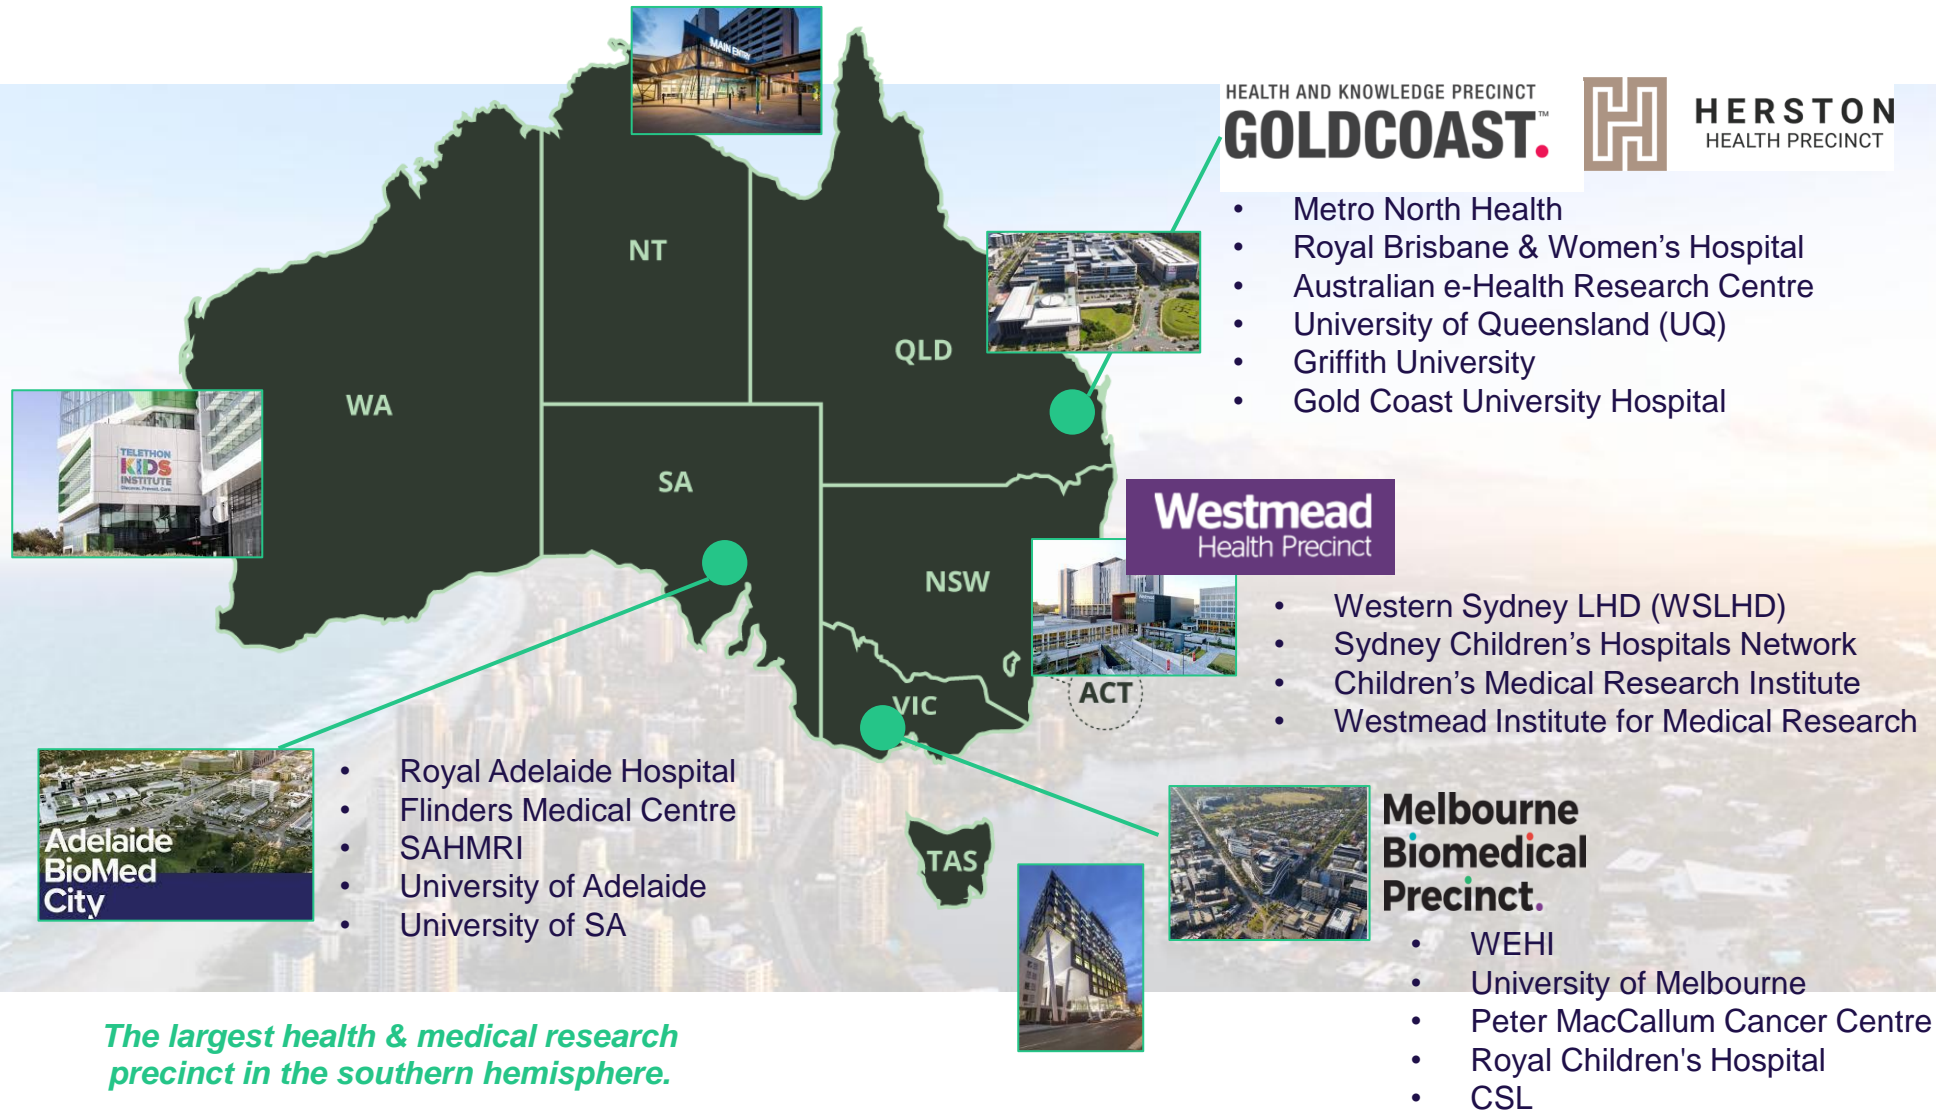 MAIN ENTRY
HEALTH AND KNOWLEDGE PRECINCT
GOLDCOAST.™
HERSTON
HEALTH PRECINCT
• Metro North Health
• Royal Brisbane & Women’s Hospital
• Australian e-Health Research Centre
• University of Queensland (UQ)
• Griffith University
• Gold Coast University Hospital
NT
QLD
WA
SA
NSW
VIC
ACT
TAS
TELETHON
KIDS
INSTITUTE
Discover. Prevent. Cure.
Westmead
Health Precinct
Westmead
• Western Sydney LHD (WSLHD)
• Sydney Children’s Hospitals Network
• Children’s Medical Research Institute
• Westmead Institute for Medical Research
Adelaide
BioMed
City
• Royal Adelaide Hospital
• Flinders Medical Centre
• SAHMRI
• University of Adelaide
• University of SA
Melbourne
Biomedical
Precinct.
• WEHI
• University of Melbourne
• Peter MacCallum Cancer Centre
• Royal Children's Hospital
• CSL
The largest health & medical research
precinct in the southern hemisphere.